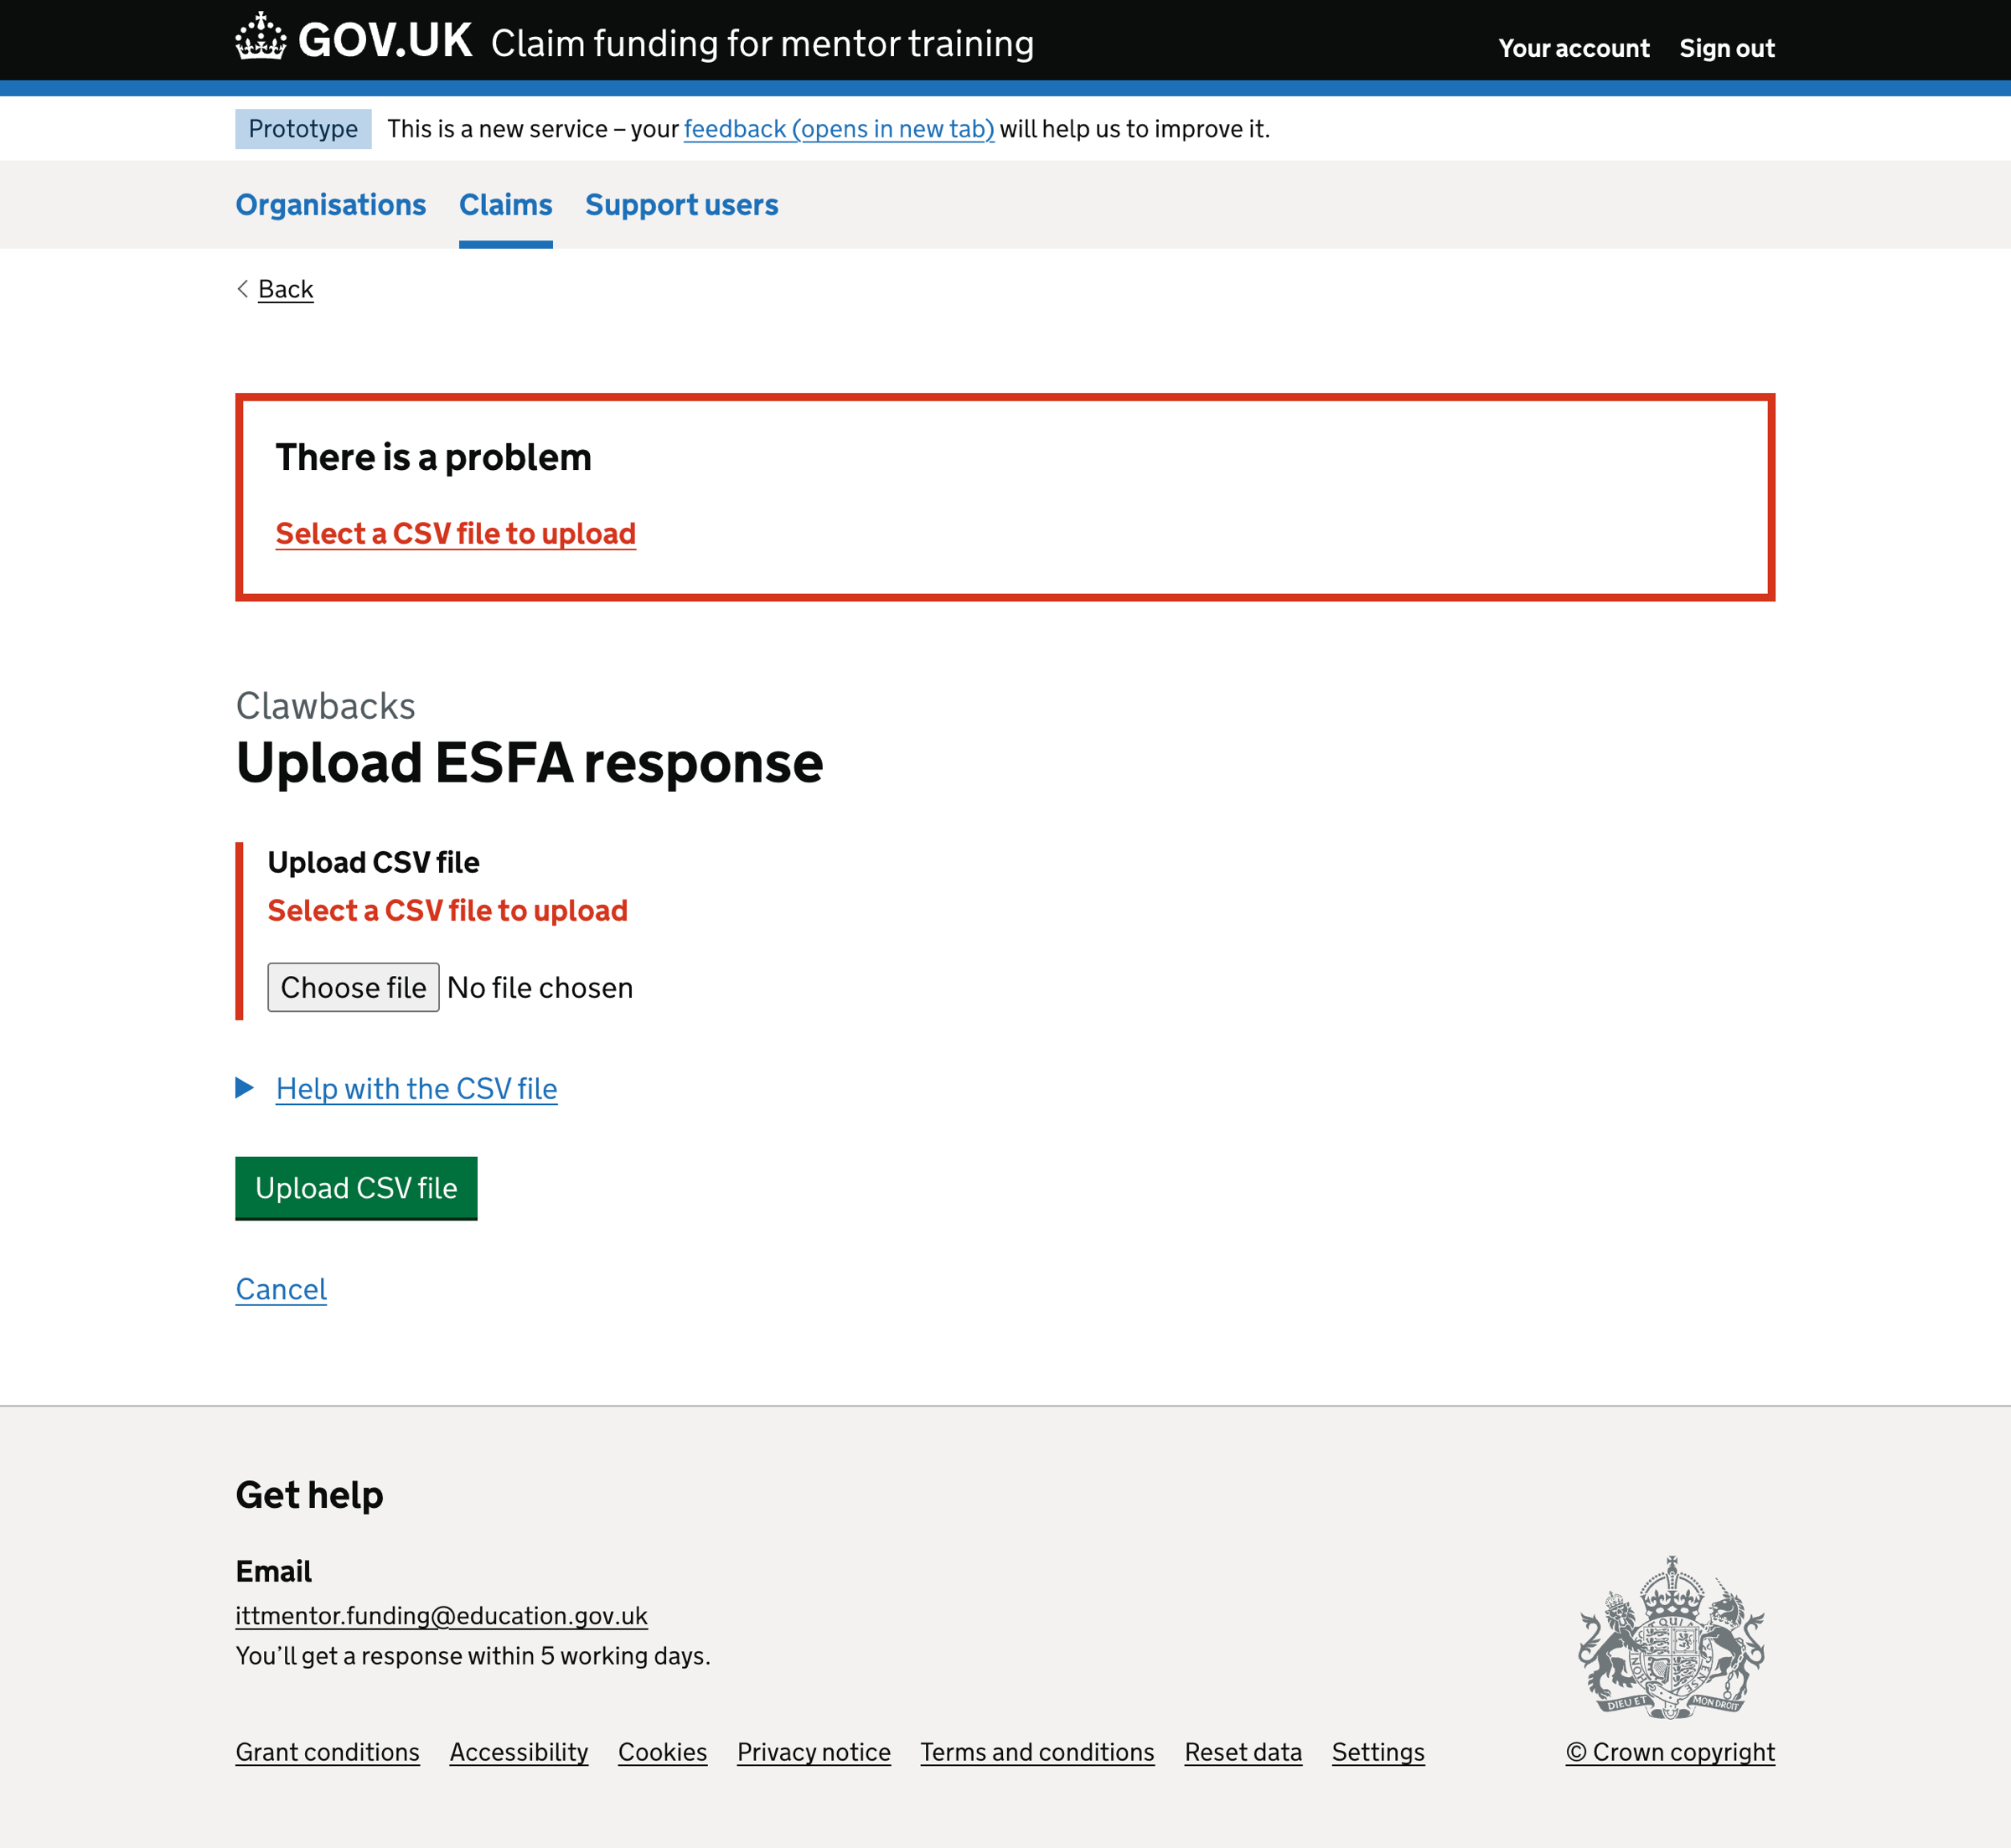 GOV.UK Claim funding for mentor training
Your account Sign out
Prototype This is a new service – your feedback (opens in new tab) will help us to improve it.
Organisations Claims Support users
Back
There is a problem
Select a CSV file to upload
Clawbacks
Upload ESFA response
Upload CSV file
Select a CSV file to upload
Choose file No file chosen
Help with the CSV file
Upload CSV file
Cancel
Get help
Email
ittmentor.funding@education.gov.uk
You’ll get a response within 5 working days.
DIEU ET MON DROIT
Grant conditions Accessibility Cookies Privacy notice Terms and conditions Reset data Settings © Crown copyright